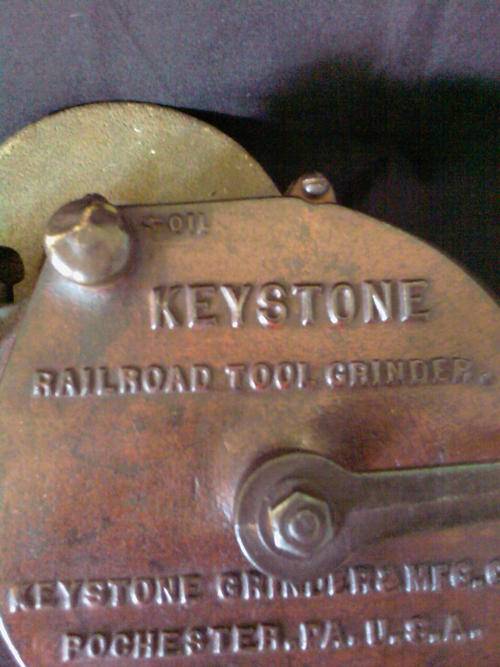 ←OIL
KEYSTONE
RAILROAD TOOL GRINDER.
KEYSTONE GRINDER & MFG. C
ROCHESTER, PA. U.S.A.